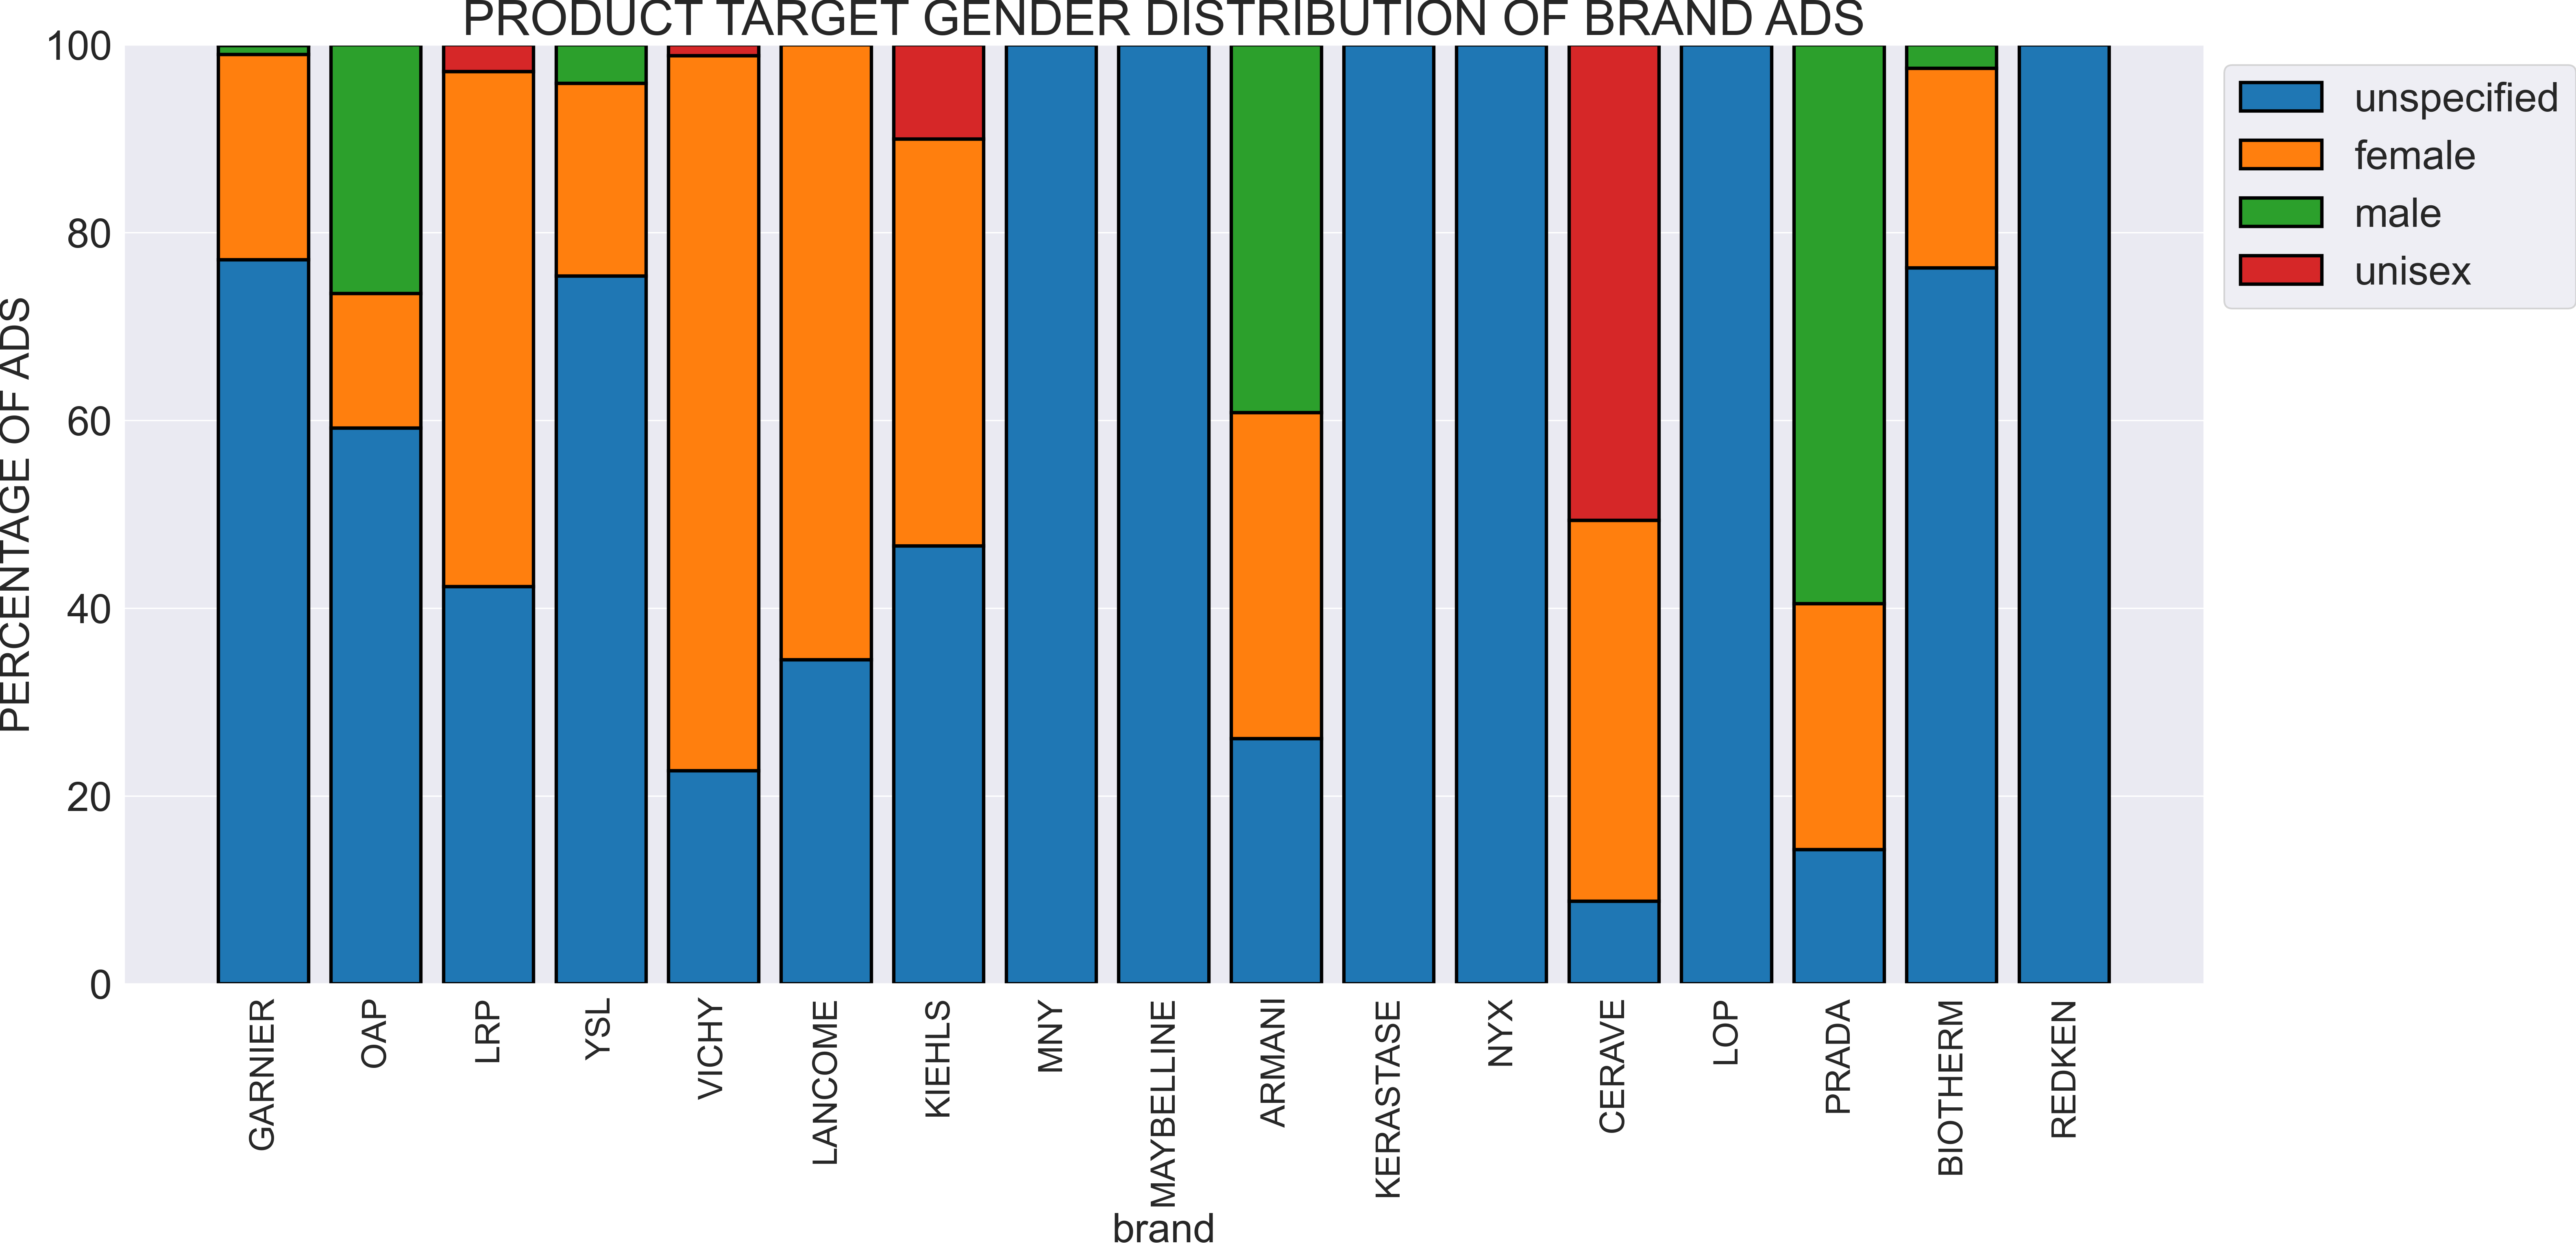 PRODUCT TARGET GENDER DISTRIBUTION OF BRAND ADS
PERCENTAGE OF ADS
100
80
60
40
20
0
unspecified
female
male
unisex
GARNIER
OAP
LRP
YSL
VICHY
LANCOME
KIEHLS
MNY
MAYBELLINE
ARMANI
KERASTASE
NYX
CERAVE
LOP
PRADA
BIOTHERM
REDKEN
brand